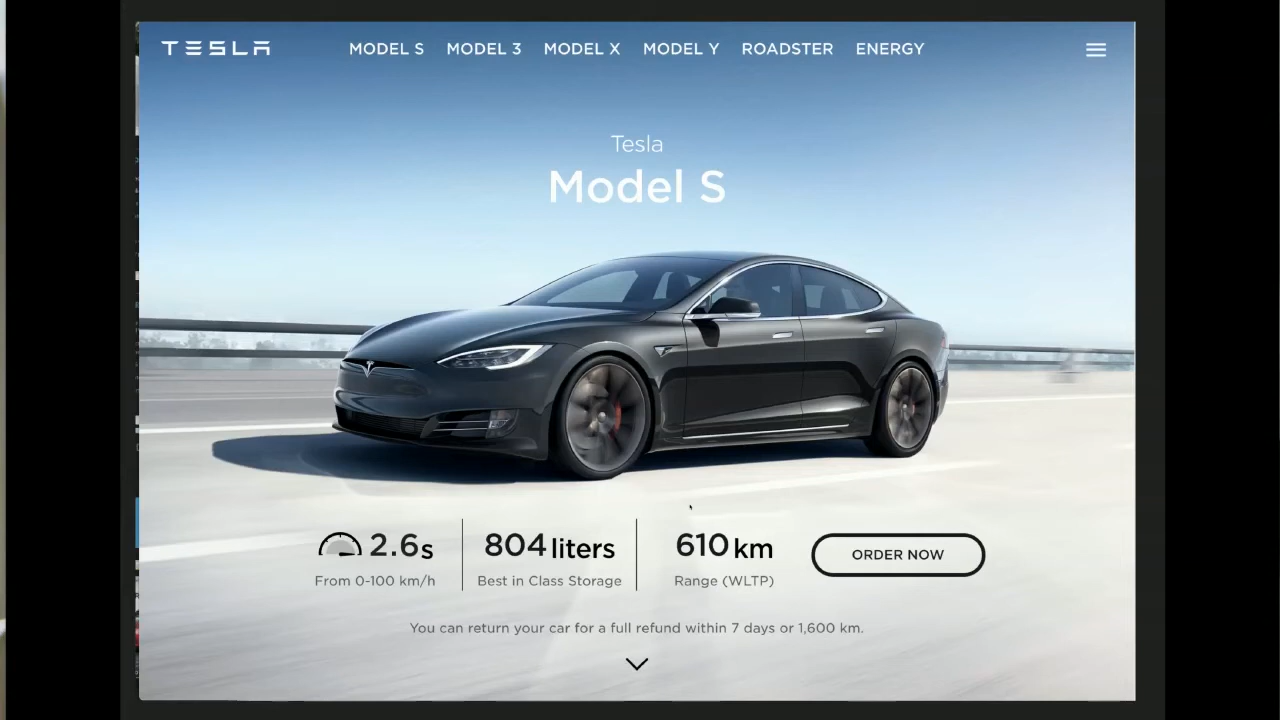 TESLA MODEL S MODEL 3 MODEL X MODEL Y ROADSTER ENERGY
Tesla
Model S
2.6s 804 liters 610 km ORDER NOW
From 0-100 km/h Best in Class Storage Range (WLTP)
You can return your car for a full refund within 7 days or 1,600 km.